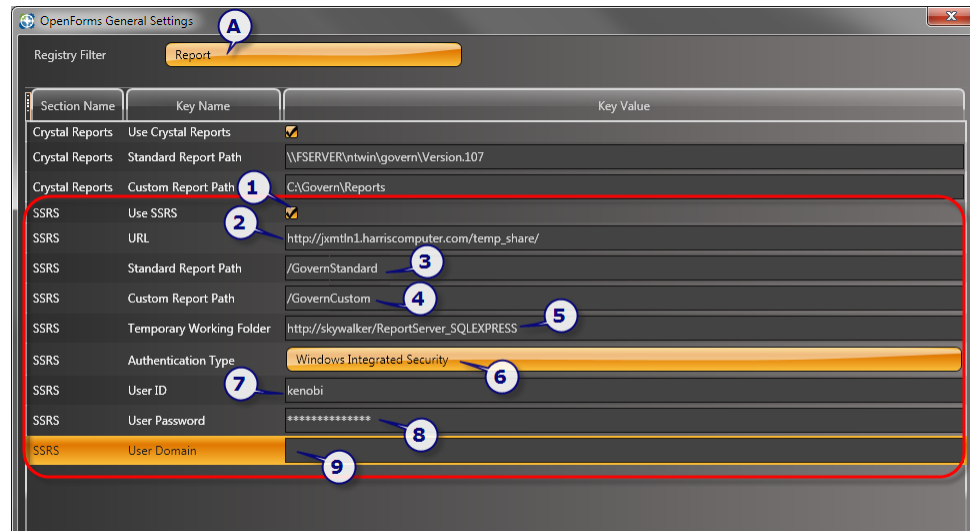 OpenForms General Settings
A
Registry Filter Report
Section Name Key Name Key Value
Crystal Reports Use Crystal Reports
Crystal Reports Standard Report Path \\FSERVER\ntwin\govern\Version.107
Crystal Reports Custom Report Path C:\Govern\Reports
1
SSRS Use SSRS
2
SSRS URL http://jxmtln1.harriscomputer.com/temp_share/
SSRS Standard Report Path /GovernStandard 3
SSRS Custom Report Path /GovernCustom 4
SSRS Temporary Working Folder http://skywalker/ReportServer_SQLEXPRESS 5
SSRS Authentication Type Windows Integrated Security 6
SSRS User ID 7 kenobi
SSRS User Password ************** 8
SSRS User Domain 9